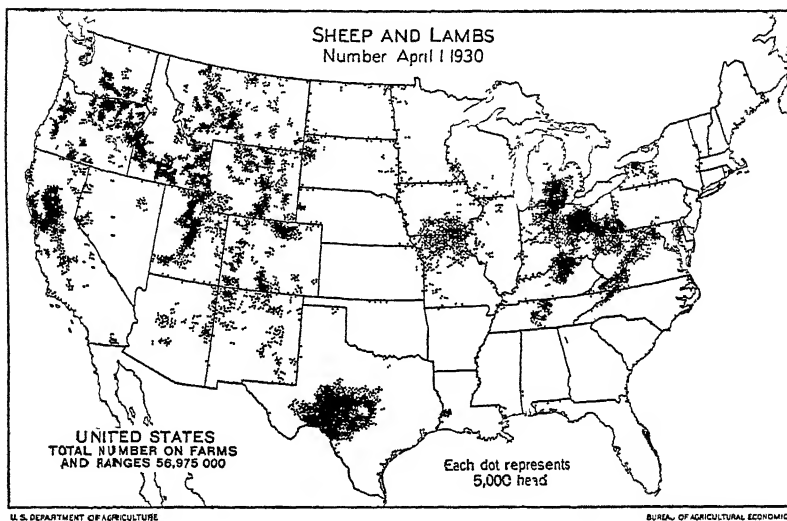 SHEEP AND LAMBS
Number April 1 1930
UNITED STATES
TOTAL NUMBER ON FARMS
AND RANGES 56,975 000
Each dot represents
5,000 head
U. S. DEPARTMENT OF AGRICULTURE
BUREAU OF AGRICULTURAL ECONOMIC